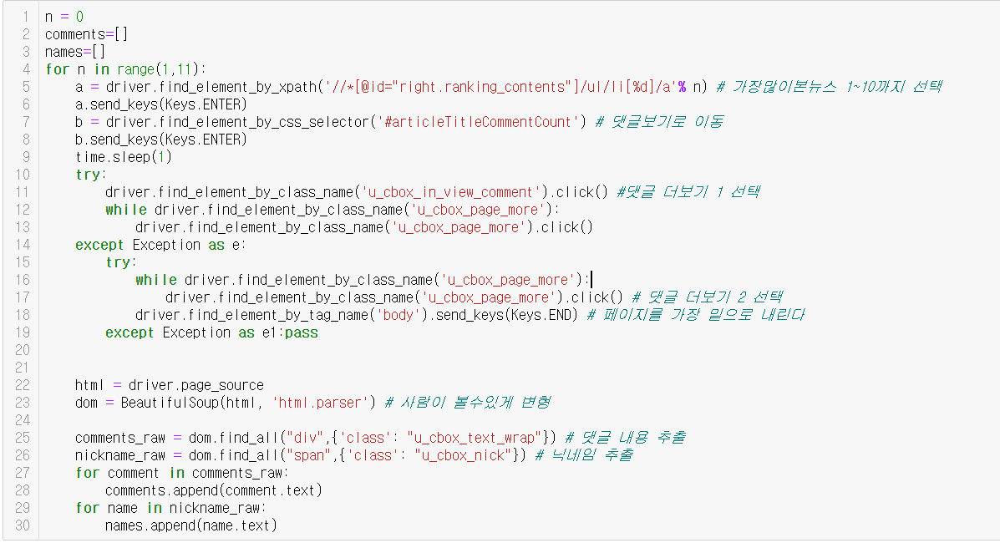 1 n = 0
2 comments=[]
3 names=[]
4 for n in range(1,11):
5     a = driver.find_element_by_xpath('//*[@id="right.ranking_contents"]/ul/li[%d]/a'% n) # 가장많이본뉴스 1~10까지 선택
6     a.send_keys(Keys.ENTER)
7     b = driver.find_element_by_css_selector('#articleTitleCommentCount') # 댓글보기로 이동
8     b.send_keys(Keys.ENTER)
9     time.sleep(1)
10     try:
11         driver.find_element_by_class_name('u_cbox_in_view_comment').click() #댓글 더보기 1 선택
12         while driver.find_element_by_class_name('u_cbox_page_more'):
13             driver.find_element_by_class_name('u_cbox_page_more').click()
14     except Exception as e:
15         try:
16             while driver.find_element_by_class_name('u_cbox_page_more'):
17                 driver.find_element_by_class_name('u_cbox_page_more').click() # 댓글 더보기 2 선택
18             driver.find_element_by_tag_name('body').send_keys(Keys.END) # 페이지를 가장 밑으로 내린다
19         except Exception as e1:pass
20
21
22     html = driver.page_source
23     dom = BeautifulSoup(html, 'html.parser') # 사람이 볼수있게 변형
24
25     comments_raw = dom.find_all("div",{'class': "u_cbox_text_wrap"}) # 댓글 내용 추출
26     nickname_raw = dom.find_all("span",{'class': "u_cbox_nick"}) # 닉네임 추출
27     for comment in comments_raw:
28         comments.append(comment.text)
29     for name in nickname_raw:
30         names.append(name.text)